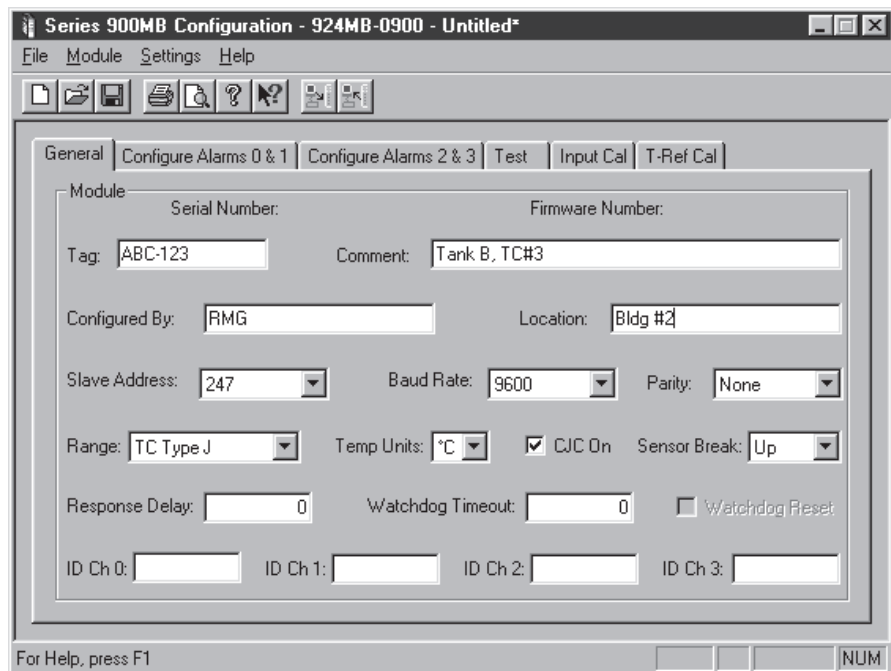 Series 900MB Configuration - 924MB-0900 - Untitled*
File Module Settings Help
General Configure Alarms 0 & 1 Configure Alarms 2 & 3 Test Input Cal T-Ref Cal
Module
Serial Number: Firmware Number:
Tag: ABC-123 Comment: Tank B, TC#3
Configured By: RMG Location: Bldg #2
Slave Address: 247 Baud Rate: 9600 Parity: None
Range: TC Type J Temp Units: °C CJC On Sensor Break: Up
Response Delay: 0 Watchdog Timeout: 0 Watchdog Reset
ID Ch 0: ID Ch 1: ID Ch 2: ID Ch 3:
For Help, press F1 NUM